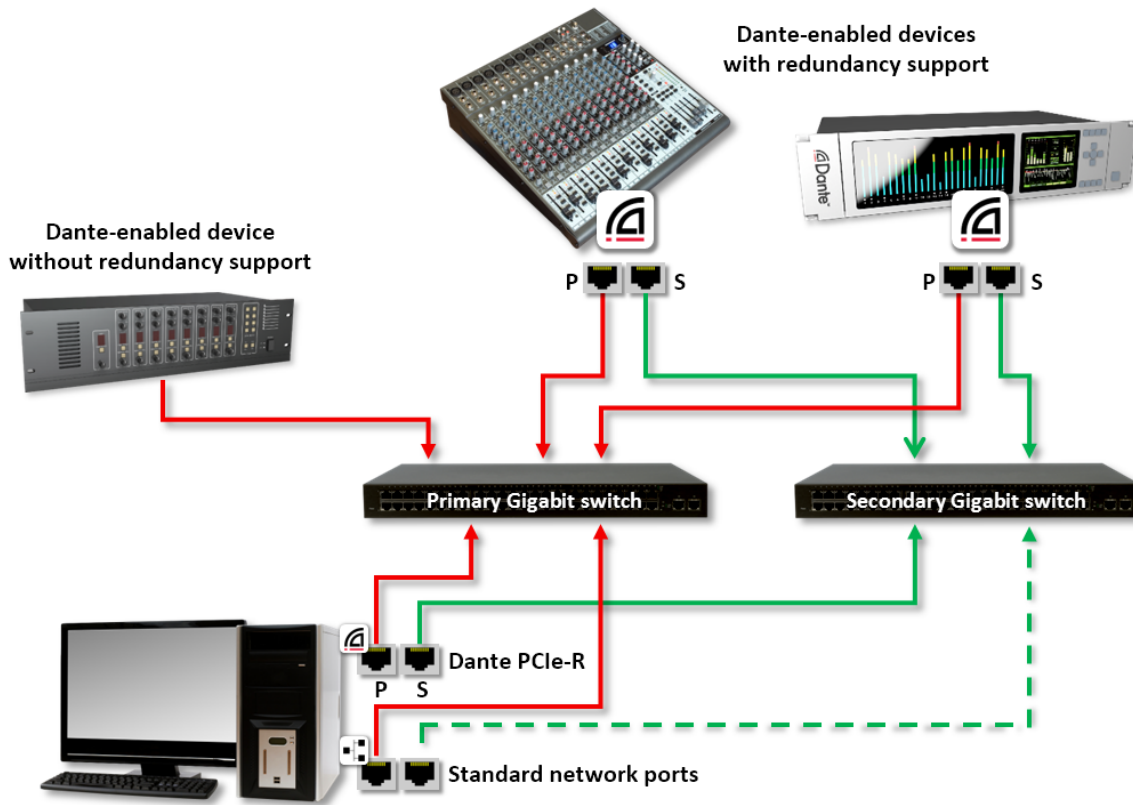 Dante-enabled devices
with redundancy support
Dante™
Dante-enabled device
without redundancy support
P
S
P
S
Primary Gigabit switch
Secondary Gigabit switch
Dante PCIe-R
P
S
Standard network ports